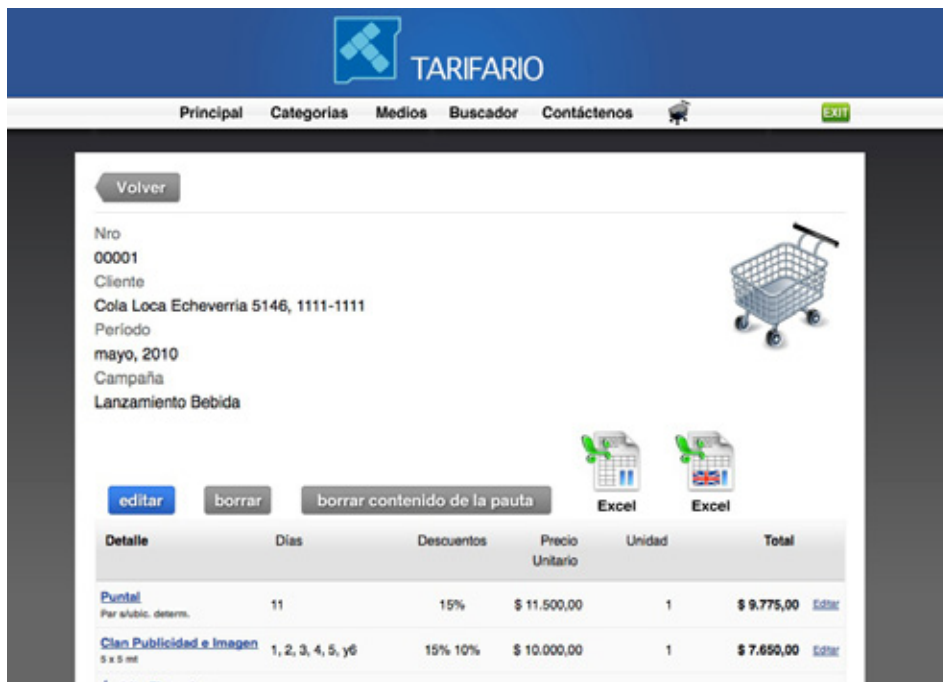 TARIFARIO
Principal Categorias Medios Buscador Contáctenos EXIT
Volver
Nro
00001
Cliente
Cola Loca Echeverria 5146, 1111-1111
Período
mayo, 2010
Campaña
Lanzamiento Bebida
editar borrar borrar contenido de la pauta Excel Excel
Detalle Días Descuentos Precio Unidad Total
Unitario
Puntal 11 15% $ 11.500,00 1 $ 9.775,00 Editar
Par s/ubic. determ.
Clan Publicidad e Imagen 1, 2, 3, 4, 5, y6 15% 10% $ 10.000,00 1 $ 7.650,00 Editar
5 x 5 mt